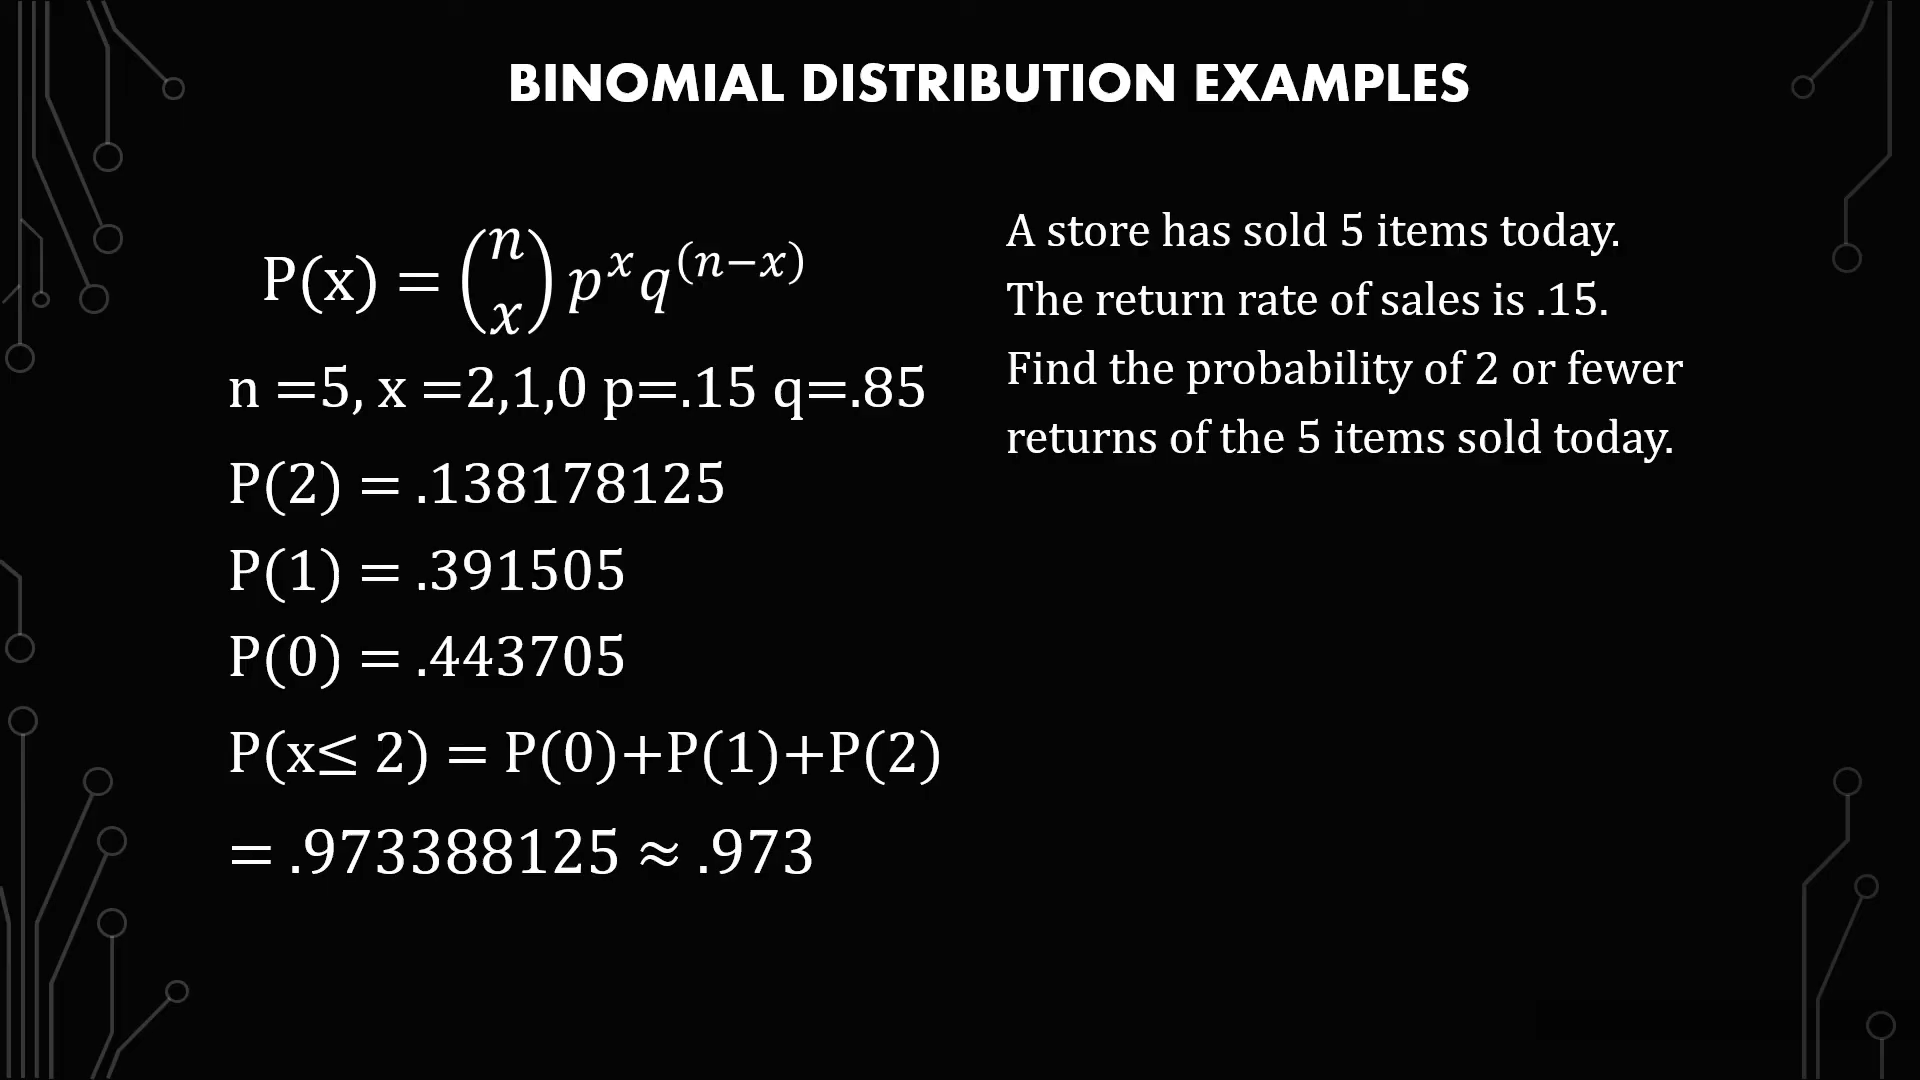 BINOMIAL DISTRIBUTION EXAMPLES
P(x) = (n x) p^x q^(n−x)
n =5, x =2,1,0 p=.15 q=.85
P(2) = .138178125
P(1) = .391505
P(0) = .443705
P(x≤ 2) = P(0)+P(1)+P(2)
= .973388125 ≈ .973
A store has sold 5 items today.
The return rate of sales is .15.
Find the probability of 2 or fewer
returns of the 5 items sold today.